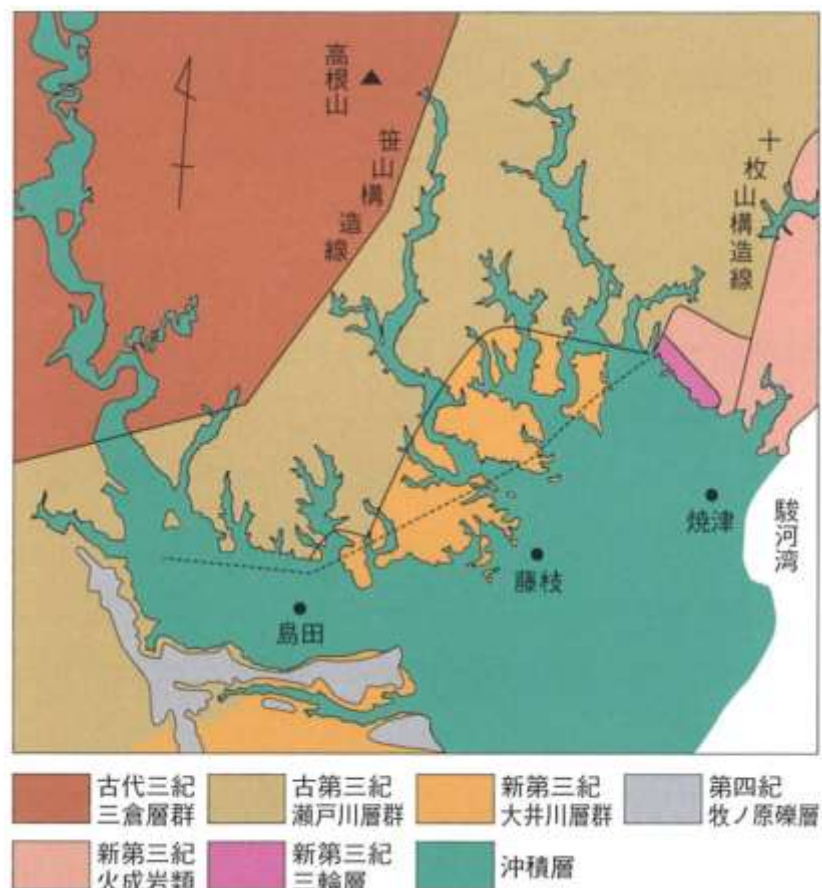 高根山
笹山構造線
十枚山構造線
焼津
駿河湾
藤枝
島田
古代三紀
三倉層群
古第三紀
瀬戸川層群
新第三紀
大井川層群
第四紀
牧ノ原礫層
新第三紀
火成岩類
新第三紀
三輪層
沖積層